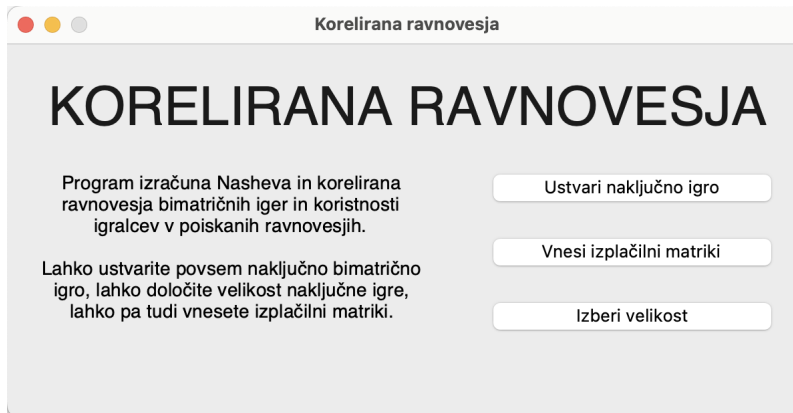 Korelirana ravnovesja
KORELIRANA RAVNOVESJA
Program izračuna Nasheva in korelirana
ravnovesja bimatričnih iger in koristnosti
igralcev v poiskanih ravnovesjih.
Lahko ustvarite povsem naključno bimatrično
igro, lahko določite velikost naključne igre,
lahko pa tudi vnesete izplačilni matriki.
Ustvari naključno igro
Vnesi izplačilni matriki
Izberi velikost